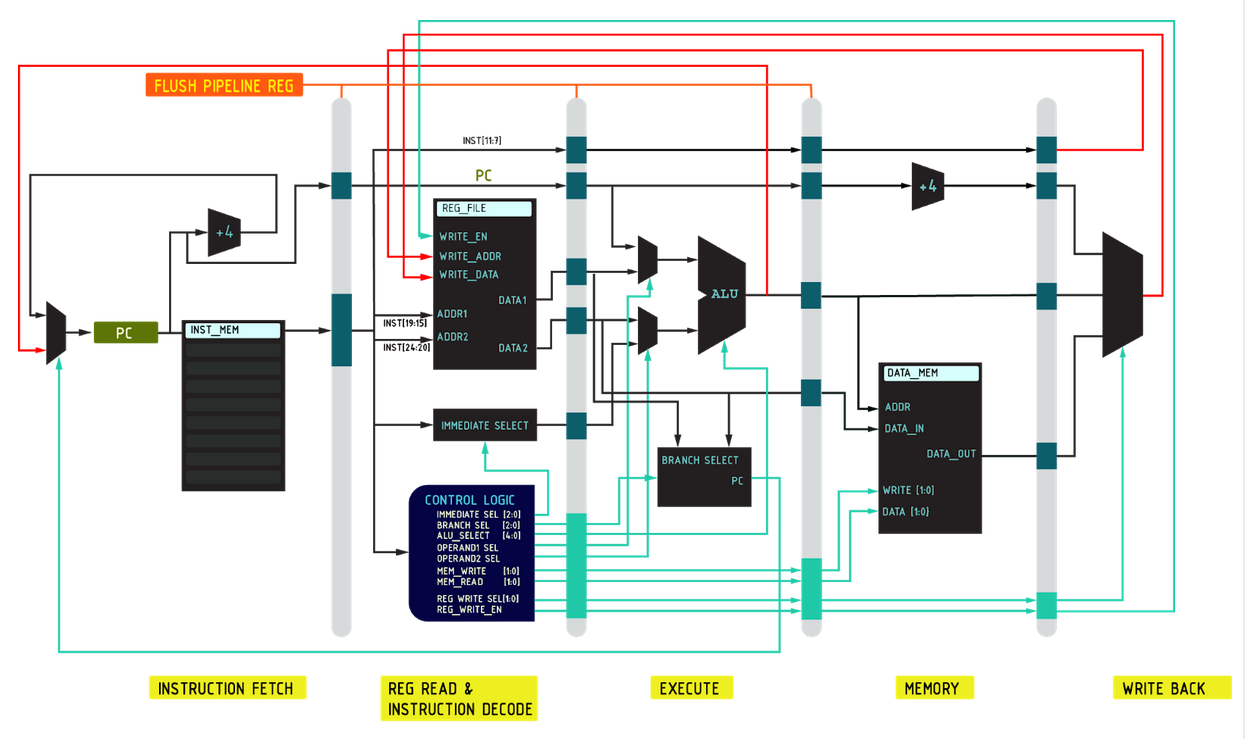 FLUSH PIPELINE REG
INST[11:7]
PC
+4
+4
REG_FILE
WRITE_EN
WRITE_ADDR
WRITE_DATA
DATA1
ADDR1
INST[19:15]
ADDR2
INST[24:20]
DATA2
ALU
PC
INST_MEM
DATA_MEM
ADDR
DATA_IN
DATA_OUT
WRITE [1:0]
DATA [1:0]
IMMEDIATE SELECT
BRANCH SELECT
PC
CONTROL LOGIC
IMMEDIATE SEL [2:0]
BRANCH SEL [2:0]
ALU_SELECT [4:0]
OPERAND1 SEL
OPERAND2 SEL
MEM_WRITE [1:0]
MEM_READ [1:0]
REG WRITE SEL[1:0]
REG_WRITE_EN
INSTRUCTION FETCH
REG READ &
INSTRUCTION DECODE
EXECUTE
MEMORY
WRITE BACK